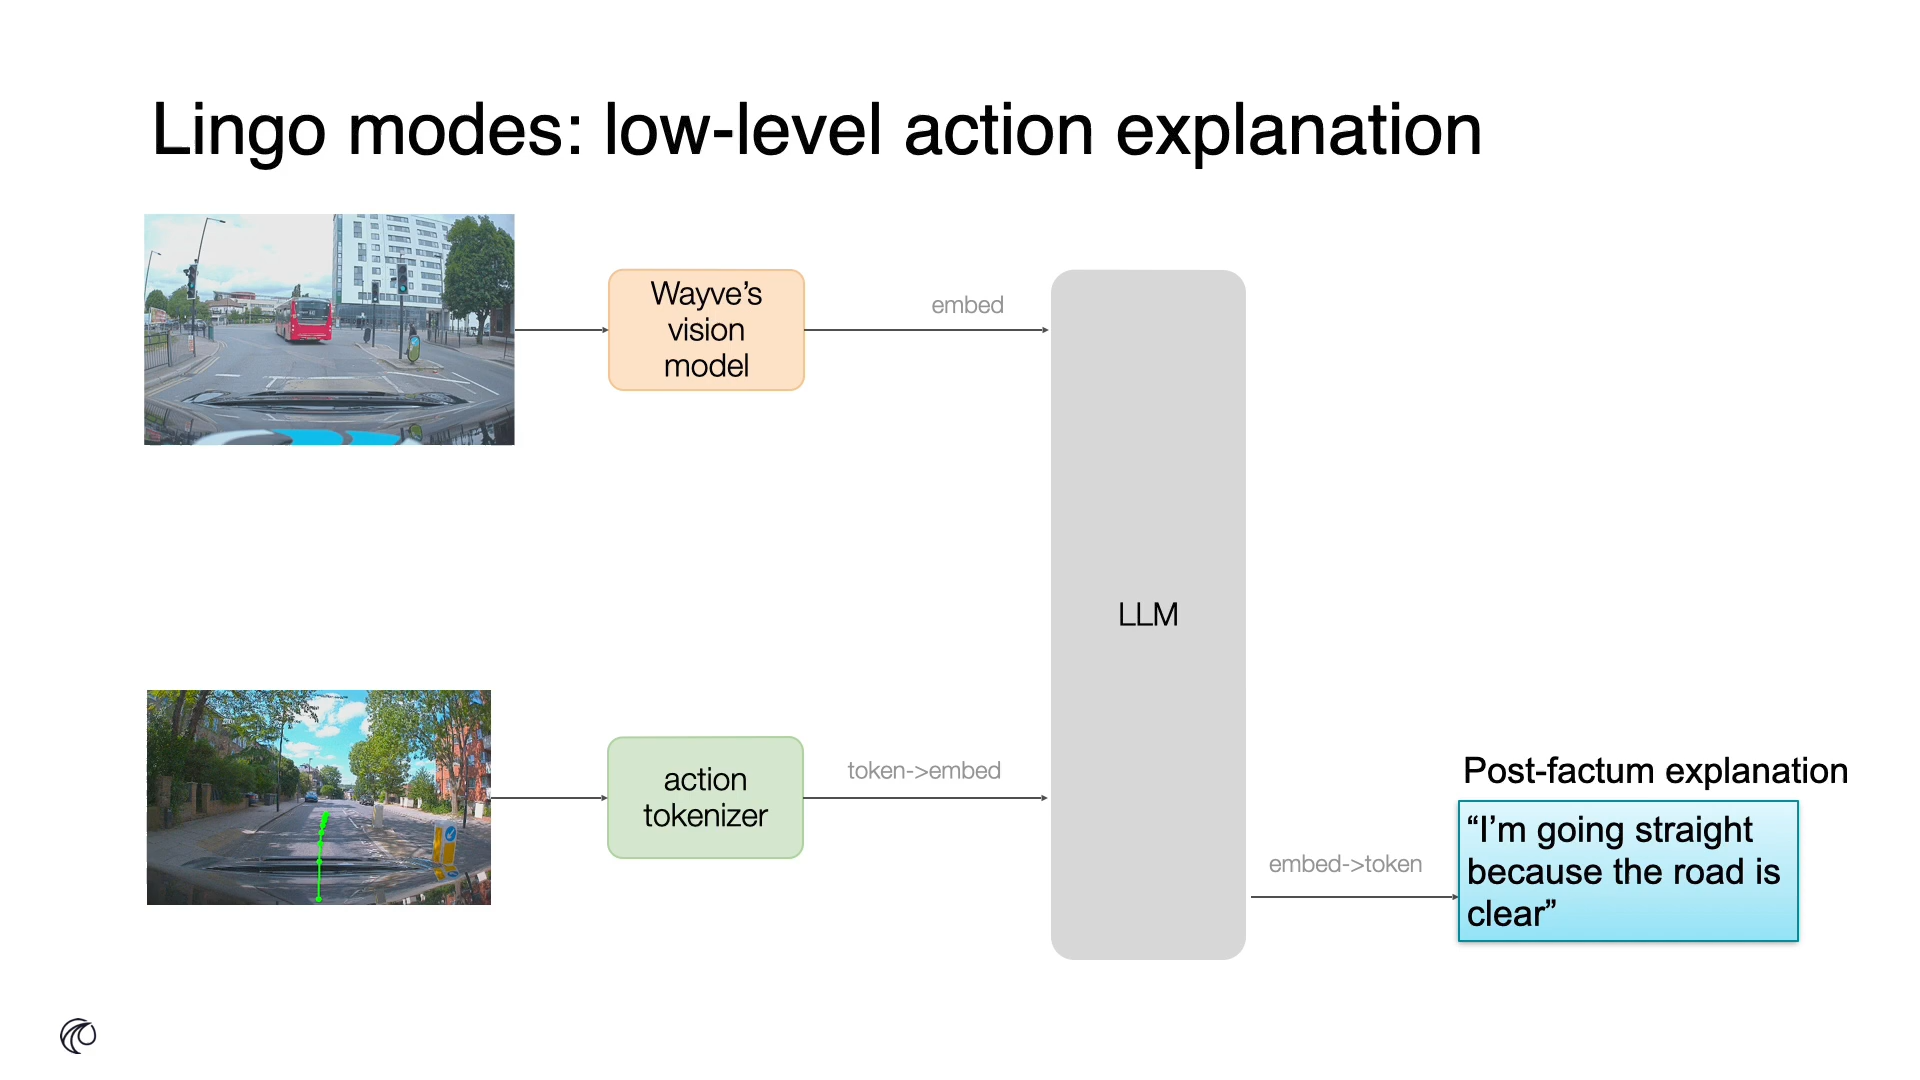 Lingo modes: low-level action explanation
Wayve’s
vision
model
embed
LLM
action
tokenizer
token->embed
embed->token
Post-factum explanation
“I’m going straight
because the road is
clear”